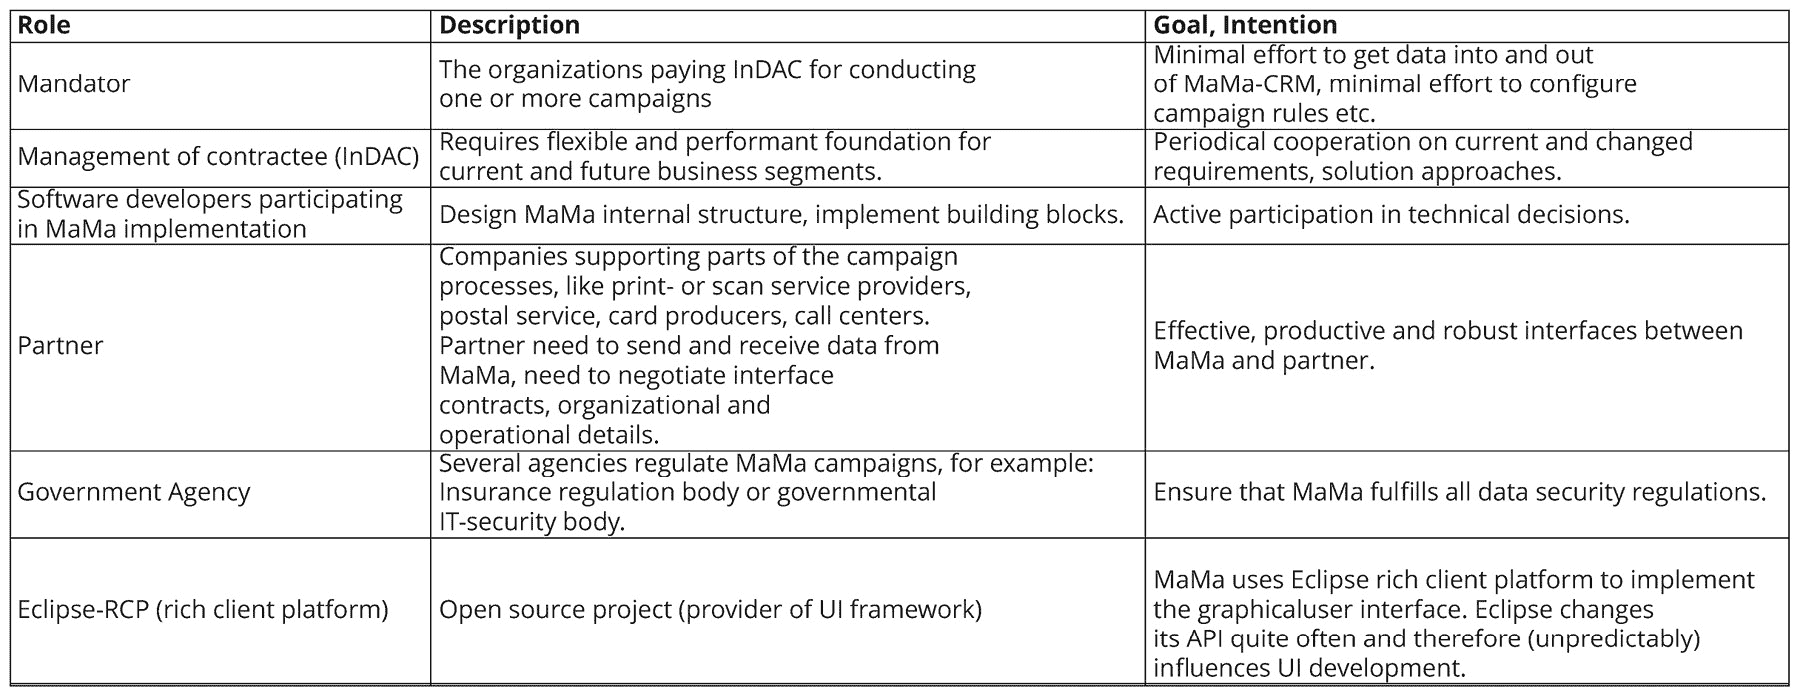 Role
Description
Goal, Intention
Mandator
The organizations paying InDAC for conducting
one or more campaigns
Minimal effort to get data into and out
of MaMa-CRM, minimal effort to configure
campaign rules etc.
Management of contractee (InDAC)
Requires flexible and performant foundation for
current and future business segments.
Periodical cooperation on current and changed
requirements, solution approaches.
Software developers participating
in MaMa implementation
Design MaMa internal structure, implement building blocks.
Active participation in technical decisions.
Partner
Companies supporting parts of the campaign
processes, like print- or scan service providers,
postal service, card producers, call centers.
Partner need to send and receive data from
MaMa, need to negotiate interface
contracts, organizational and
operational details.
Effective, productive and robust interfaces between
MaMa and partner.
Government Agency
Several agencies regulate MaMa campaigns, for example:
Insurance regulation body or governmental
IT-security body.
Ensure that MaMa fulfills all data security regulations.
Eclipse-RCP (rich client platform)
Open source project (provider of UI framework)
MaMa uses Eclipse rich client platform to implement
the graphicaluser interface. Eclipse changes
its API quite often and therefore (unpredictably)
influences UI development.